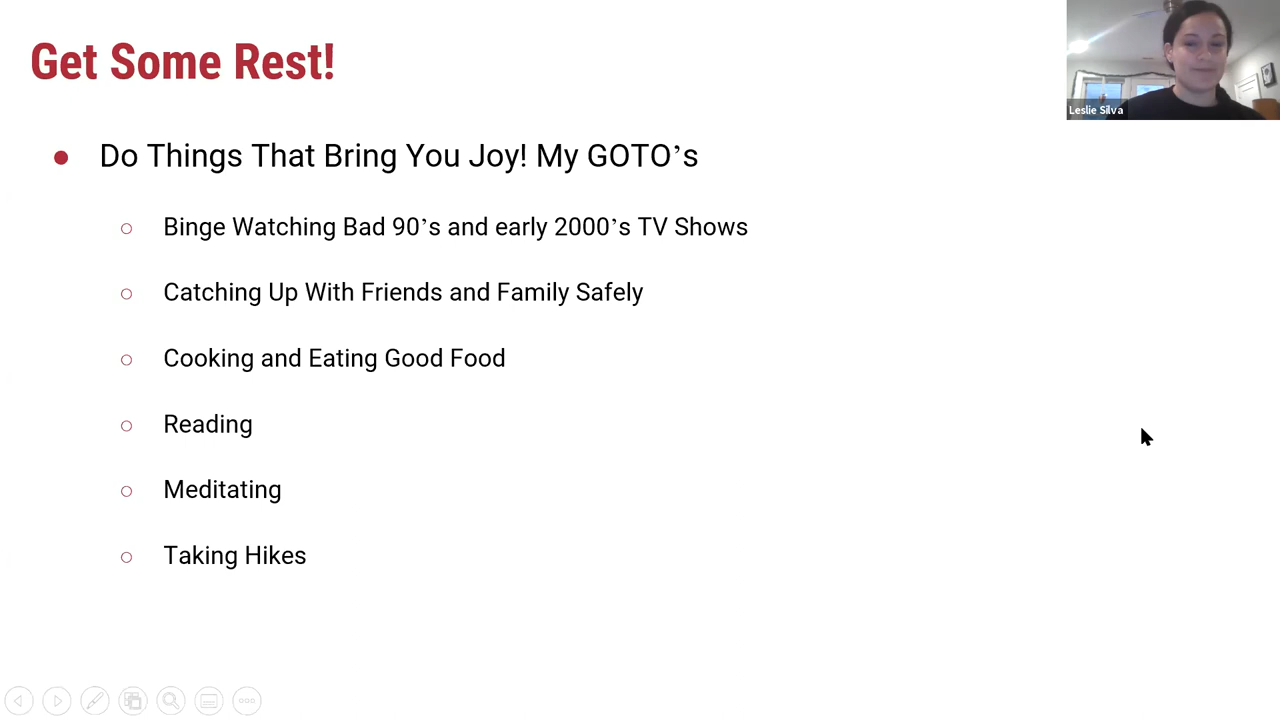 Get Some Rest!
Leslie Silva
Do Things That Bring You Joy! My GOTO’s
Binge Watching Bad 90’s and early 2000’s TV Shows
Catching Up With Friends and Family Safely
Cooking and Eating Good Food
Reading
Meditating
Taking Hikes